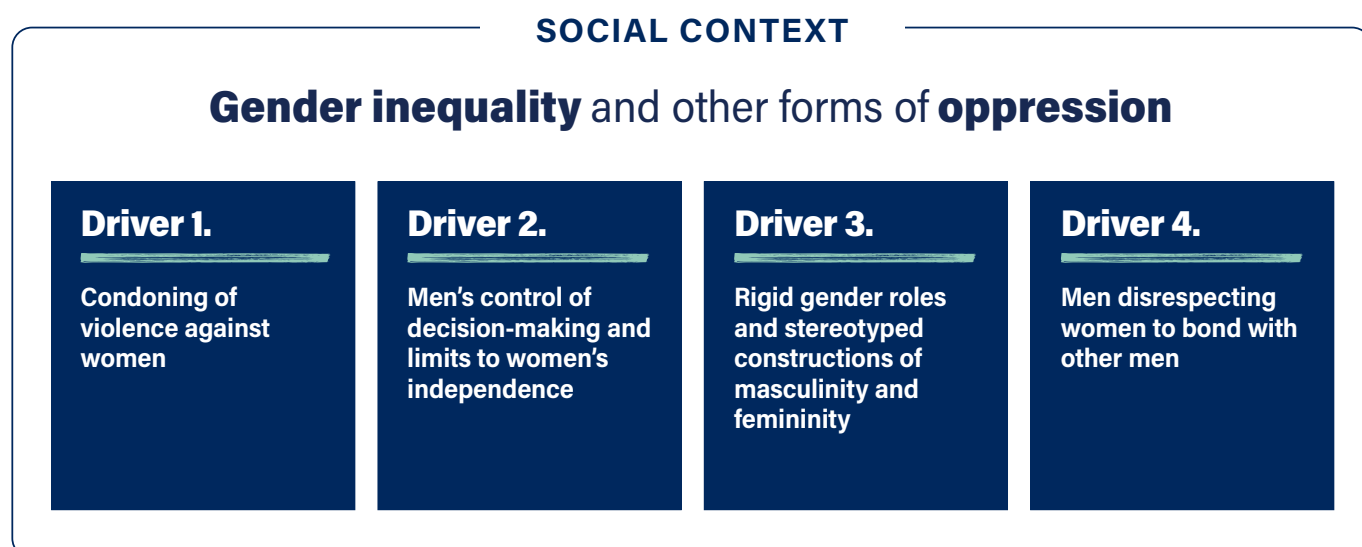 SOCIAL CONTEXT
Gender inequality and other forms of oppression
Driver 1.
Condoning of
violence against
women
Driver 2.
Men’s control of
decision-making and
limits to women’s
independence
Driver 3.
Rigid gender roles
and stereotyped
constructions of
masculinity and
femininity
Driver 4.
Men disrespecting
women to bond with
other men